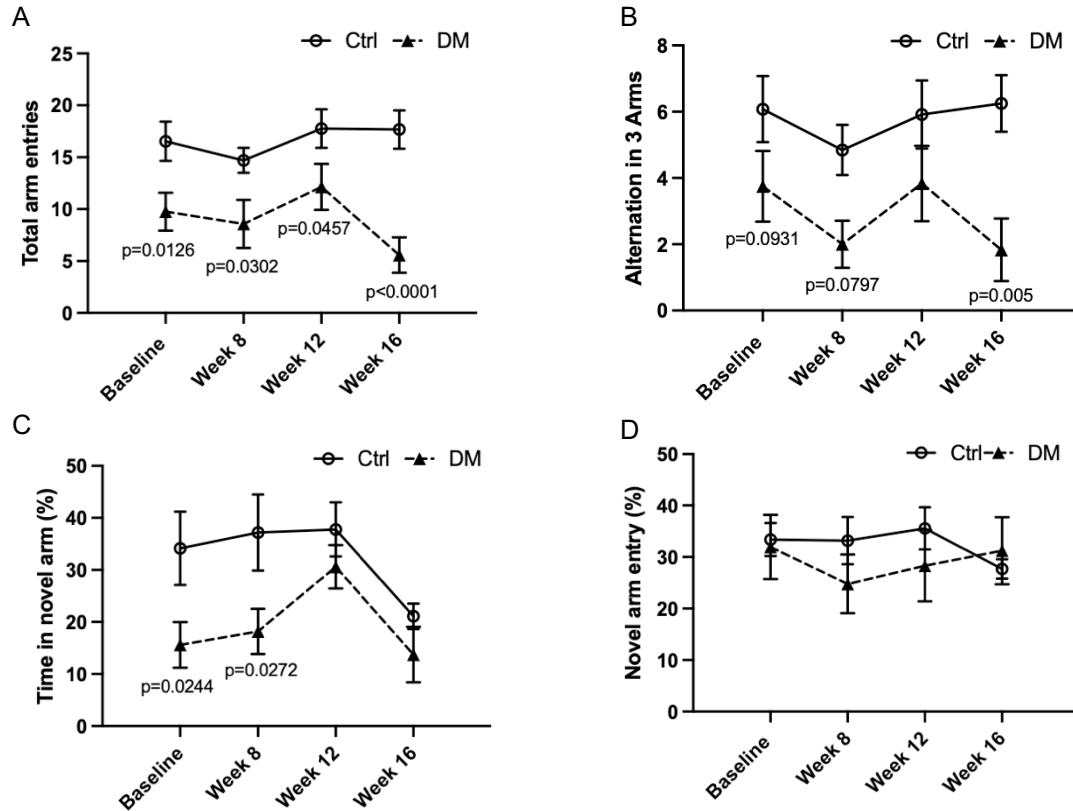 A
Ctrl DM
Total arm entries
25
20
15
10
5
0
p=0.0126
p=0.0302
p=0.0457
p<0.0001
Baseline
Week 8
Week 12
Week 16
B
Ctrl DM
Alternation in 3 Arms
8
6
4
2
0
p=0.0931
p=0.0797
p=0.005
Baseline
Week 8
Week 12
Week 16
C
Ctrl DM
Time in novel arm (%)
50
40
30
20
10
0
p=0.0244
p=0.0272
Baseline
Week 8
Week 12
Week 16
D
Ctrl DM
Novel arm entry (%)
50
40
30
20
10
0
Baseline
Week 8
Week 12
Week 16